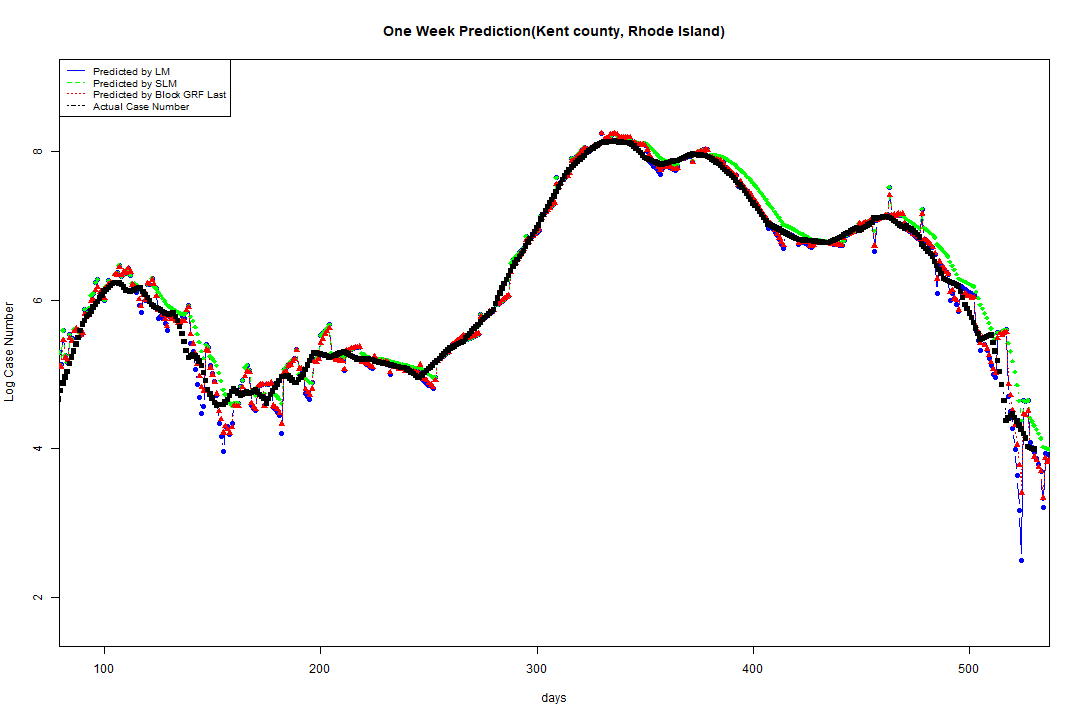 One Week Prediction(Kent county, Rhode Island)
Predicted by LM
Predicted by SLM
Predicted by Block GRF Last
Actual Case Number
Log Case Number
8
6
4
2
100 200 300 400 500
days